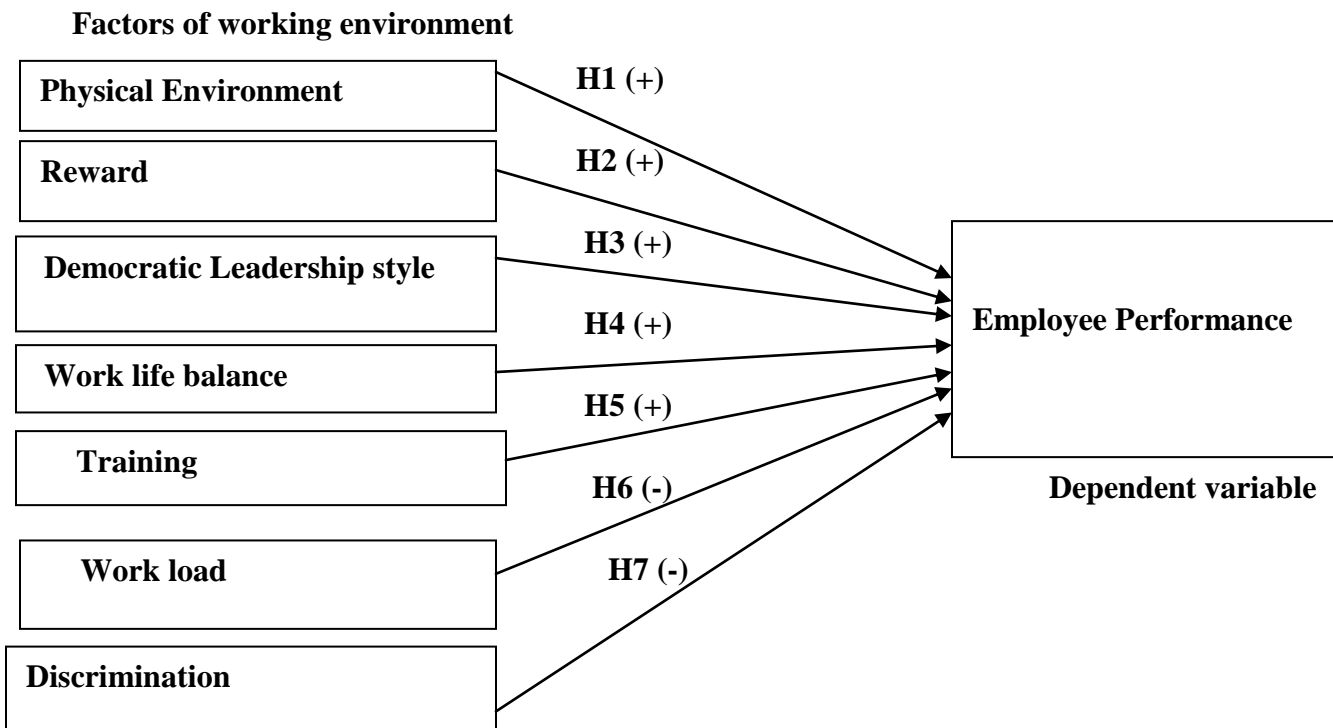 Factors of working environment
Physical Environment
H1 (+)
Reward
H2 (+)
Democratic Leadership style
H3 (+)
Work life balance
H4 (+)
Training
H5 (+)
Work load
H6 (-)
Discrimination
H7 (-)
Employee Performance
Dependent variable